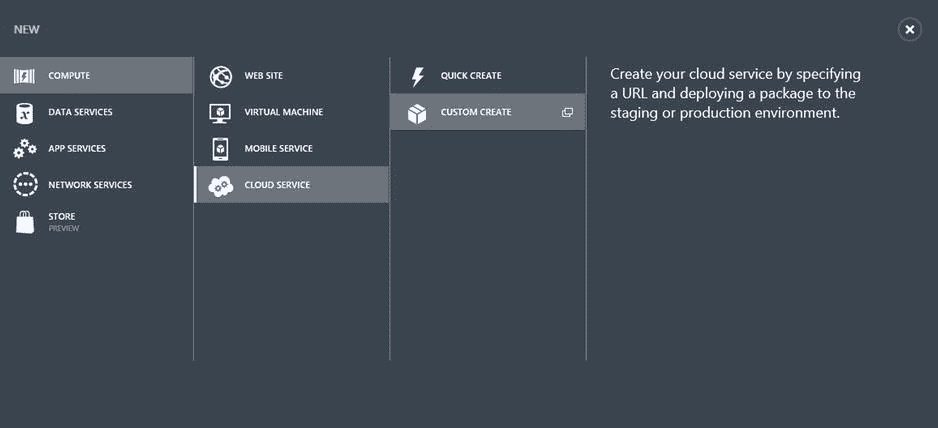 NEW
COMPUTE
DATA SERVICES
APP SERVICES
NETWORK SERVICES
STORE
PREVIEW
WEB SITE
VIRTUAL MACHINE
MOBILE SERVICE
CLOUD SERVICE
QUICK CREATE
CUSTOM CREATE
Create your cloud service by specifying
a URL and deploying a package to the
staging or production environment.